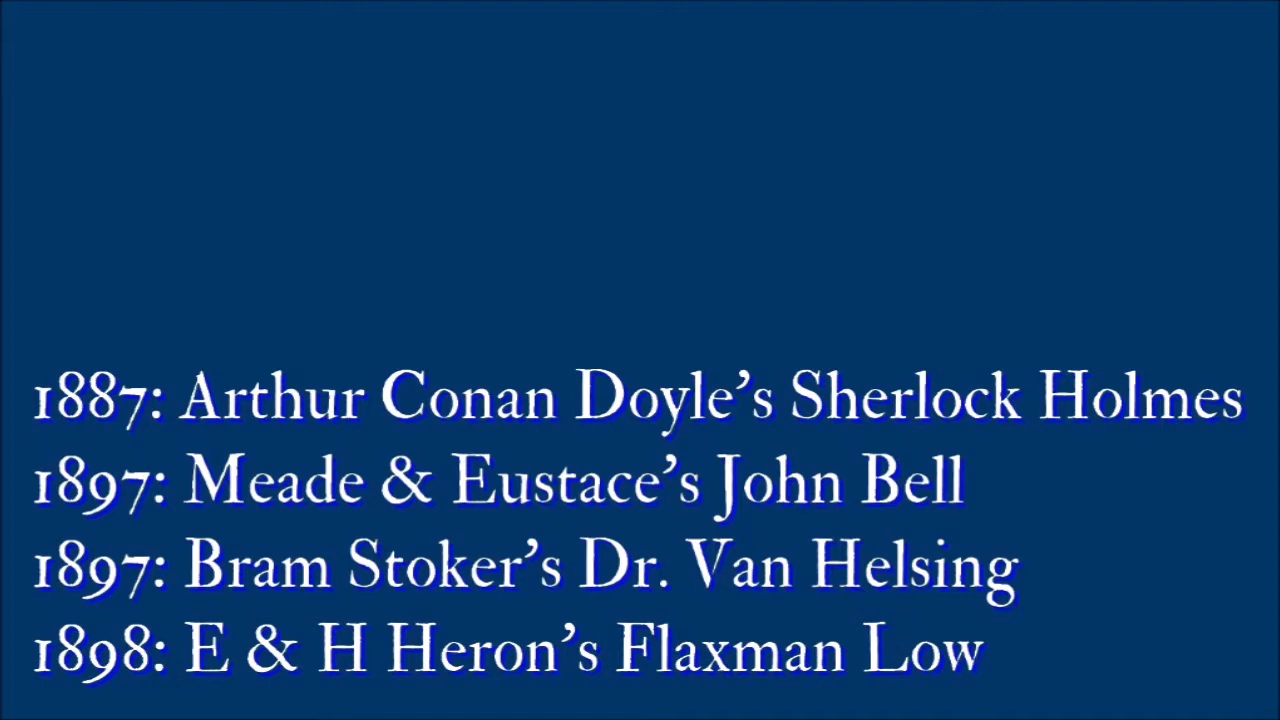 1887: Arthur Conan Doyle’s Sherlock Holmes
1897: Meade & Eustace’s John Bell
1897: Bram Stoker’s Dr. Van Helsing
1898: E & H Heron’s Flaxman Low